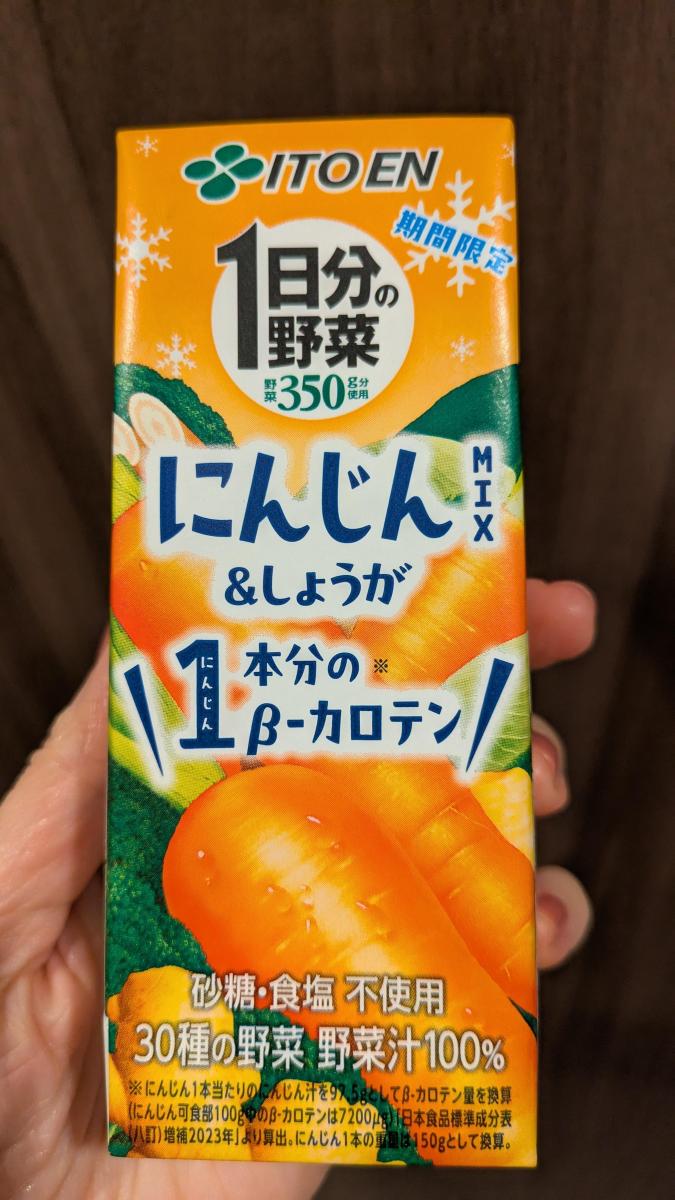 ITO EN
期間限定
1日分の
野菜
野菜350g分使用
にんじん
MIX
&しょうが
にんじん
1本分の※
β-カロテン
砂糖・食塩 不使用
30種の野菜 野菜汁100%
※にんじん1本当たりのにんじん汁を97.5gとしてβ-カロテン量を換算
(にんじん可食部100g中のβ-カロテンは7200μg)「日本食品標準成分表
(八訂)増補2023年」より算出。にんじん1本の重量は150gとして換算。